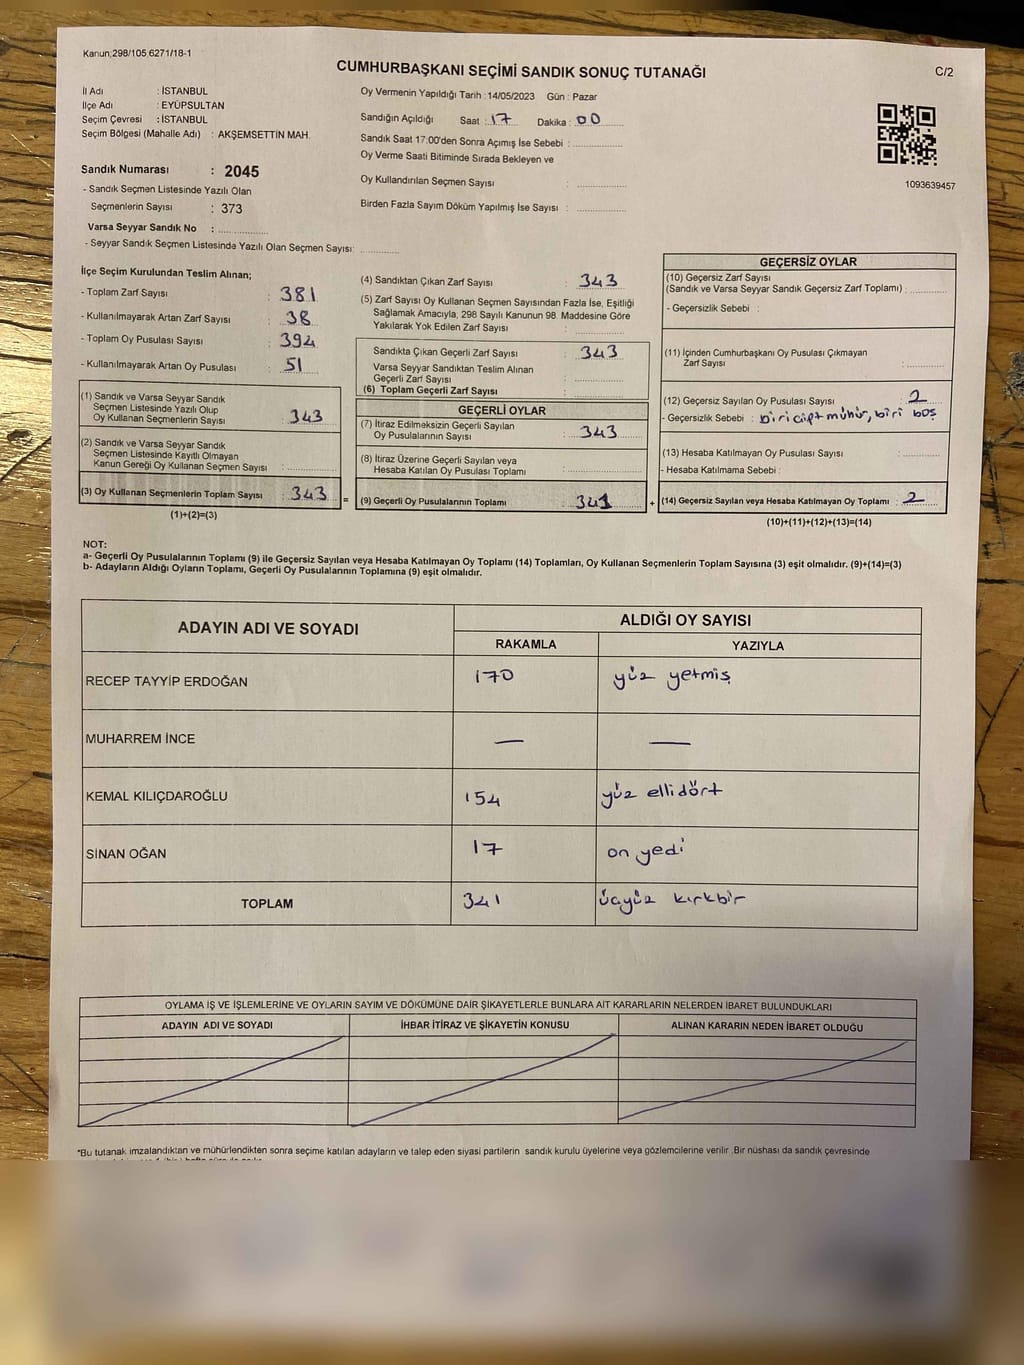 Kanun;298/105,6271/18-1
CUMHURBAŞKANI SEÇİMİ SANDIK SONUÇ TUTANAĞI
C/2
İl Adı : İSTANBUL
İlçe Adı : EYÜPSULTAN
Seçim Çevresi : İSTANBUL
Seçim Bölgesi (Mahalle Adı) : AKŞEMSETTİN MAH.
Oy Vermenin Yapıldığı Tarih :14/05/2023 Gün : Pazar
Sandığın Açıldığı Saat : 17 Dakika : 00
Sandık Saat 17:00'den Sonra Açımış İse Sebebi :
Oy Verme Saati Bitiminde Sırada Bekleyen ve
Oy Kullandırılan Seçmen Sayısı :
Birden Fazla Sayım Döküm Yapılmış İse Sayısı :
1093639457
Sandık Numarası : 2045
- Sandık Seçmen Listesinde Yazılı Olan
Seçmenlerin Sayısı : 373
Varsa Seyyar Sandık No :
- Seyyar Sandık Seçmen Listesinde Yazılı Olan Seçmen Sayısı:
İlçe Seçim Kurulundan Teslim Alınan;
- Toplam Zarf Sayısı : 381
- Kullanılmayarak Artan Zarf Sayısı : 38
- Toplam Oy Pusulası Sayısı : 394
- Kullanılmayarak Artan Oy Pusulası : 51
(1) Sandık ve Varsa Seyyar Sandık
Seçmen Listesinde Yazılı Olup
Oy Kullanan Seçmenlerin Sayısı : 343
(2) Sandık ve Varsa Seyyar Sandık
Seçmen Listesinde Kayıtlı Olmayan
Kanun Gereği Oy Kullanan Seçmen Sayısı :
(3) Oy Kullanan Seçmenlerin Toplam Sayısı : 343 =
(1)+(2)=(3)
(4) Sandıktan Çıkan Zarf Sayısı : 343
(5) Zarf Sayısı Oy Kullanan Seçmen Sayısından Fazla İse, Eşitliği
Sağlamak Amacıyla, 298 Sayılı Kanunun 98. Maddesine Göre
Yakılarak Yok Edilen Zarf Sayısı :
Sandıkta Çıkan Geçerli Zarf Sayısı : 343
Varsa Seyyar Sandıktan Teslim Alınan
Geçerli Zarf Sayısı :
(6) Toplam Geçerli Zarf Sayısı :
GEÇERLİ OYLAR
(7) İtiraz Edilmeksizin Geçerli Sayılan
Oy Pusulalarının Sayısı : 343
(8) İtiraz Üzerine Geçerli Sayılan veya
Hesaba Katılan Oy Pusulası Toplamı :
(9) Geçerli Oy Pusulalarının Toplamı : 341 +
GEÇERSİZ OYLAR
(10) Geçersiz Zarf Sayısı
(Sandık ve Varsa Seyyar Sandık Geçersiz Zarf Toplamı) :
- Geçersizlik Sebebi :
(11) İçinden Cumhurbaşkanı Oy Pusulası Çıkmayan
Zarf Sayısı :
(12) Geçersiz Sayılan Oy Pusulası Sayısı : 2
- Geçersizlik Sebebi : biri çift mühür, biri boş
(13) Hesaba Katılmayan Oy Pusulası Sayısı :
- Hesaba Katılmama Sebebi :
(14) Geçersiz Sayılan veya Hesaba Katılmayan Oy Toplamı : 2
(10)+(11)+(12)+(13)=(14)
NOT:
a- Geçerli Oy Pusulalarının Toplamı (9) ile Geçersiz Sayılan veya Hesaba Katılmayan Oy Toplamı (14) Toplamları, Oy Kullanan Seçmenlerin Toplam Sayısına (3) eşit olmalıdır. (9)+(14)=(3)
b- Adayların Aldığı Oyların Toplamı, Geçerli Oy Pusulalarının Toplamına (9) eşit olmalıdır.
ADAYIN ADI VE SOYADI ALDIĞI OY SAYISI
RAKAMLA YAZIYLA
RECEP TAYYİP ERDOĞAN 170 yüz yetmiş
MUHARREM İNCE — —
KEMAL KILIÇDAROĞLU 154 yüz ellidört
SİNAN OĞAN 17 on yedi
TOPLAM 341 üçyüz kırkbir
OYLAMA İŞ VE İŞLEMLERİNE VE OYLARIN SAYIM VE DÖKÜMÜNE DAİR ŞİKAYETLERLE BUNLARA AİT KARARLARIN NELERDEN İBARET BULUNDUKLARI
ADAYIN ADI VE SOYADI İHBAR İTİRAZ VE ŞİKAYETİN KONUSU ALINAN KARARIN NEDEN İBARET OLDUĞU
"Bu tutanak imzalandıktan ve mühürlendikten sonra seçime katılan adayların ve talep eden siyasi partilerin sandık kurulu üyelerine veya gözlemcilerine verilir .Bir nüshası da sandık çevresinde